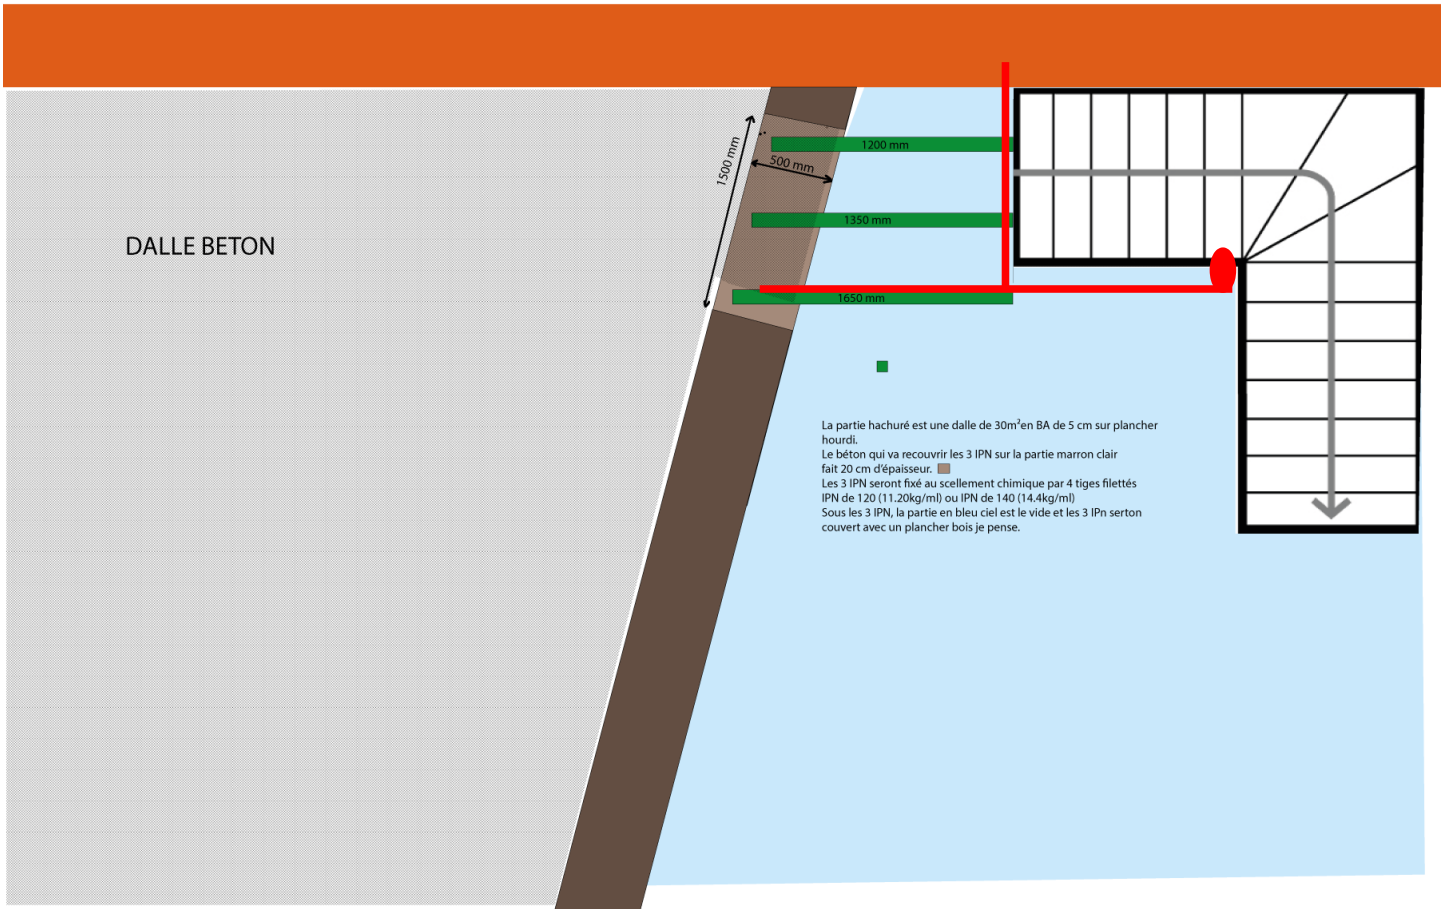 1200 mm
1500 mm
500 mm
1350 mm
DALLE BETON
1650 mm
La partie hachuré est une dalle de 30m²en BA de 5 cm sur plancher
hourdi.
Le béton qui va recouvrir les 3 IPN sur la partie marron clair
fait 20 cm d'épaisseur.
Les 3 IPN seront fixé au scellement chimique par 4 tiges filettés
IPN de 120 (11.20kg/ml) ou IPN de 140 (14.4kg/ml)
Sous les 3 IPN, la partie en bleu ciel est le vide et les 3 IPn serton
couvert avec un plancher bois je pense.